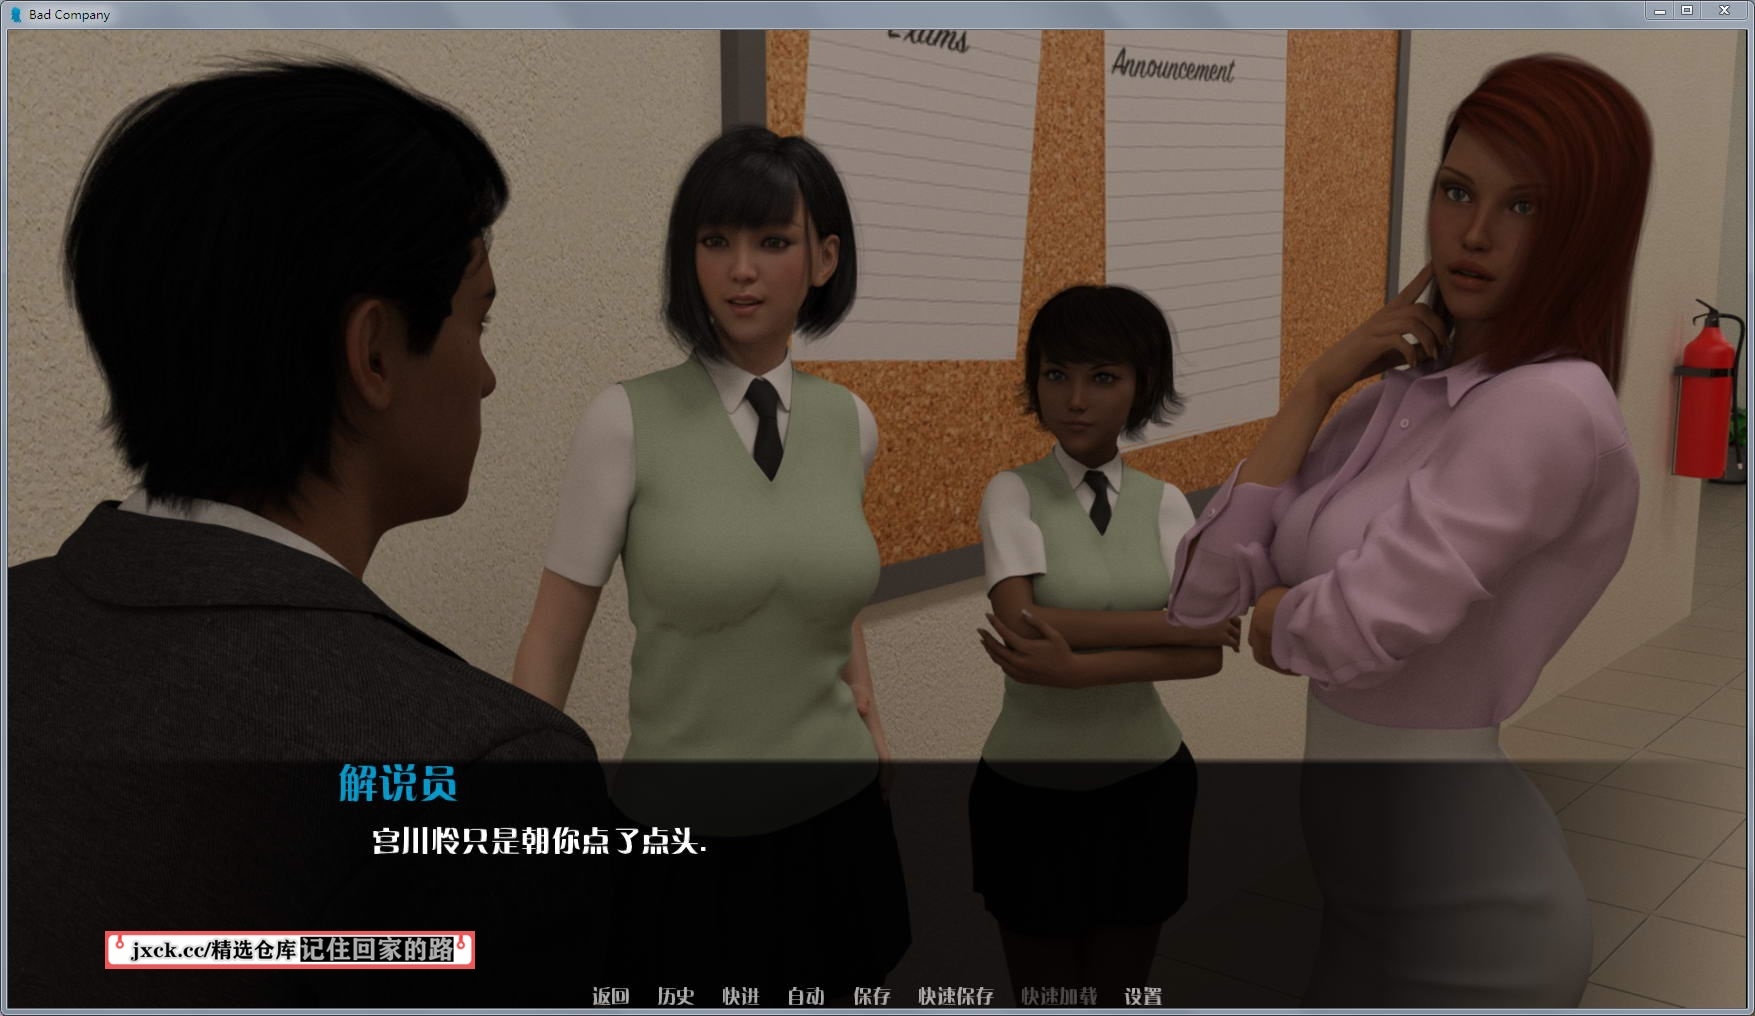 Bad Company
Exams
Announcement
解说员
宫川怜只是朝你点了点头.
jxck.cc/精选仓库 记住回家的路
返回 历史 快进 自动 保存 快速保存 快速加载 设置